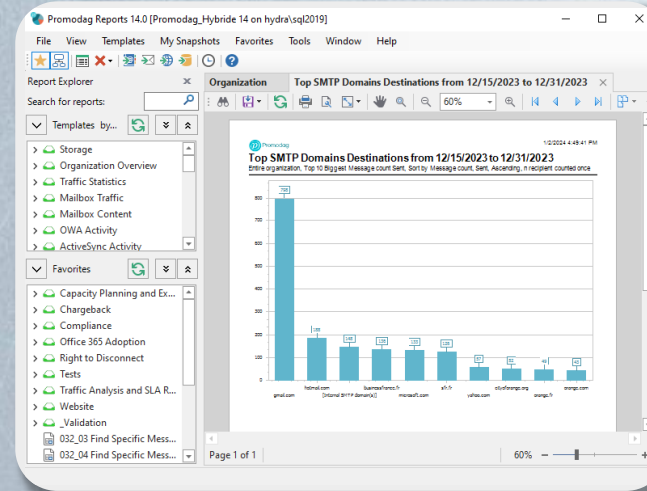 Promodag Reports 14.0 [Promodag_Hybride 14 on hydra\sql2019]
File View Templates My Snapshots Favorites Tools Window Help
Report Explorer
Search for reports:
Templates by...
Storage
Organization Overview
Traffic Statistics
Mailbox Traffic
Mailbox Content
OWA Activity
ActiveSync Activity
Favorites
Capacity Planning and Ex...
Chargeback
Compliance
Office 365 Adoption
Right to Disconnect
Tests
Traffic Analysis and SLA R...
Website
_Validation
032_03 Find Specific Mess...
032_04 Find Specific Mess...
Organization Top SMTP Domains Destinations from 12/15/2023 to 12/31/2023
60%
Promodag 1/2/2024 4:49:41 PM
Top SMTP Domains Destinations from 12/15/2023 to 12/31/2023
Entire organization, Top 10 Biggest Message count Sent, Sort by Message count, Sent, Ascending, n recipient counted once
800
700
600
500
400
300
200
100
0
hotmail.com businessfrance.fr sfr.fr orange.com
gmail.com [Internal SMTP domain(s)] microsoft.com yahoo.com orange.fr
Page 1 of 1 60%